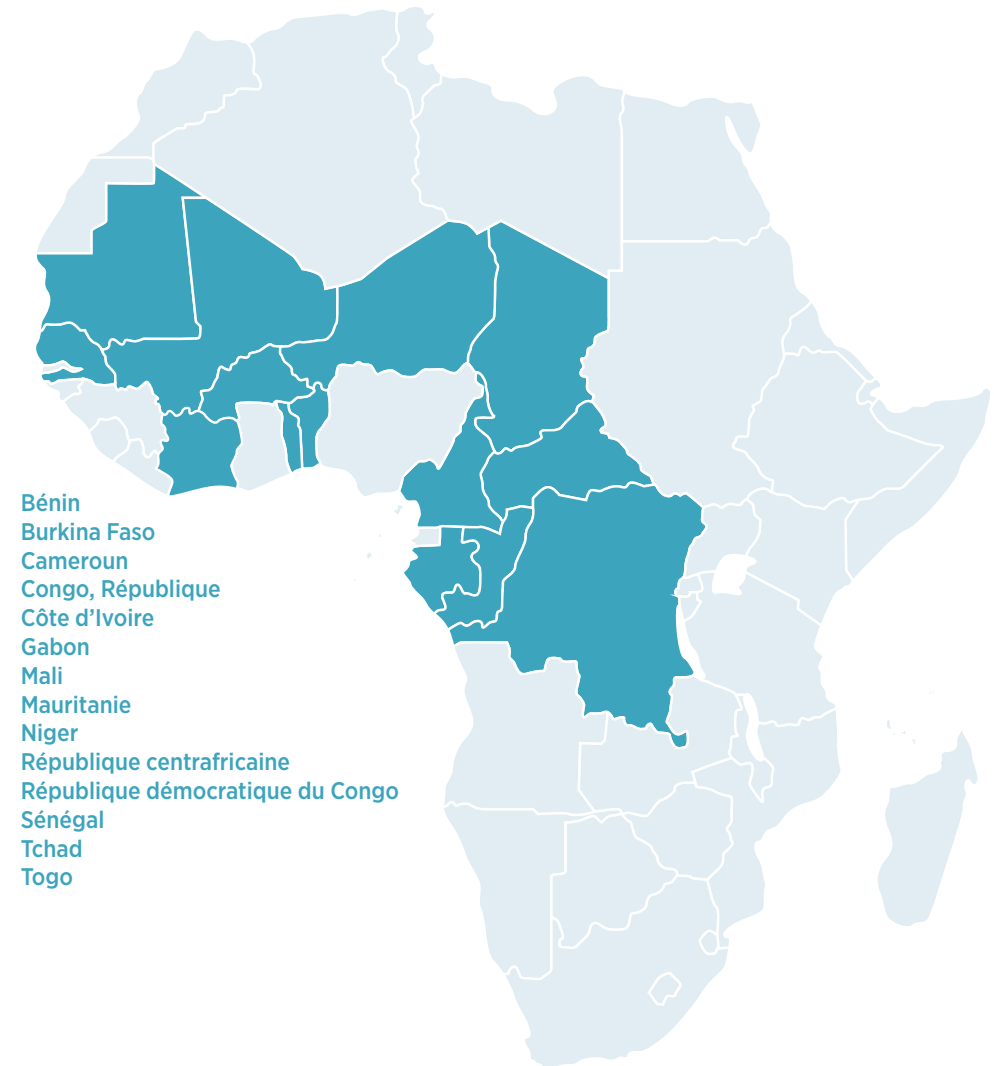 Bénin
Burkina Faso
Cameroun
Congo, République
Côte d’Ivoire
Gabon
Mali
Mauritanie
Niger
République centrafricaine
République démocratique du Congo
Sénégal
Tchad
Togo